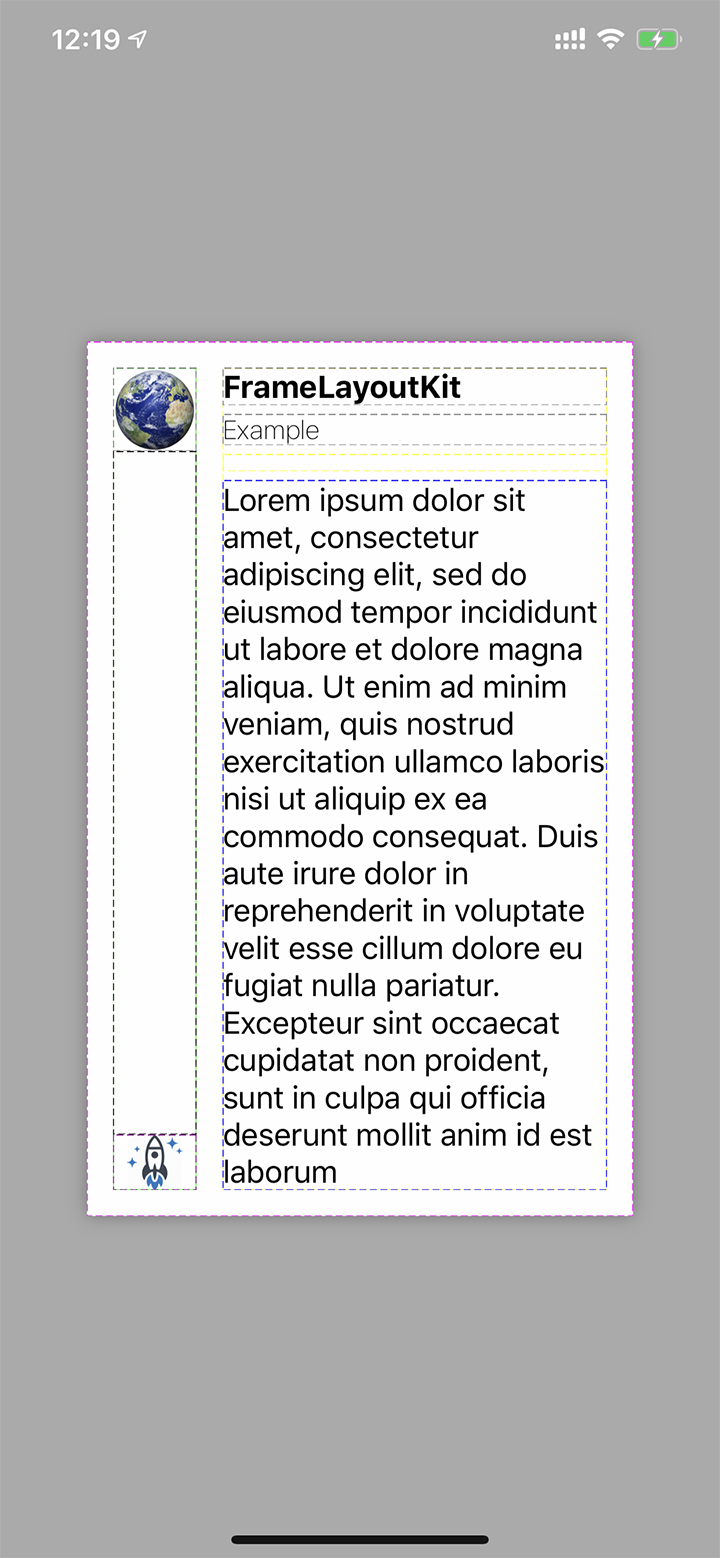 12:19
FrameLayoutKit
Example
Lorem ipsum dolor sit
amet, consectetur
adipiscing elit, sed do
eiusmod tempor incididunt
ut labore et dolore magna
aliqua. Ut enim ad minim
veniam, quis nostrud
exercitation ullamco laboris
nisi ut aliquip ex ea
commodo consequat. Duis
aute irure dolor in
reprehenderit in voluptate
velit esse cillum dolore eu
fugiat nulla pariatur.
Excepteur sint occaecat
cupidatat non proident,
sunt in culpa qui officia
deserunt mollit anim id est
laborum